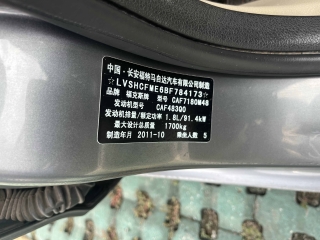 中国·长安福特马自达汽车有限公司制造
☆LVSHCFME6BF784173☆
品牌 福克斯牌 型号 CAF7180M48
发动机型号 CAF483Q0
发动机排量/额定功率 1.8L/91.4kW
最大设计总质量 1700kg
制造年月 2011-10 乘坐人数 5